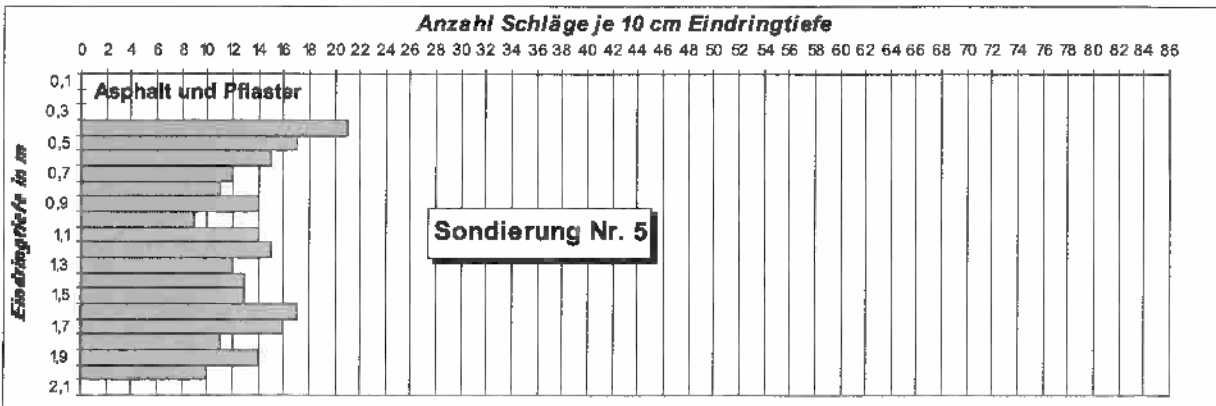 Anzahl Schläge je 10 cm Eindringtiefe
0 2 4 6 8 10 12 14 16 18 20 22 24 26 28 30 32 34 36 38 40 42 44 46 48 50 52 54 56 58 60 62 64 66 68 70 72 74 76 78 80 82 84 86
Eindringtiefe in m
0,1
Asphalt und Pflaster
0,3
0,5
0,7
0,9
1,1
Sondierung Nr. 5
1,3
1,5
1,7
1,9
2,1